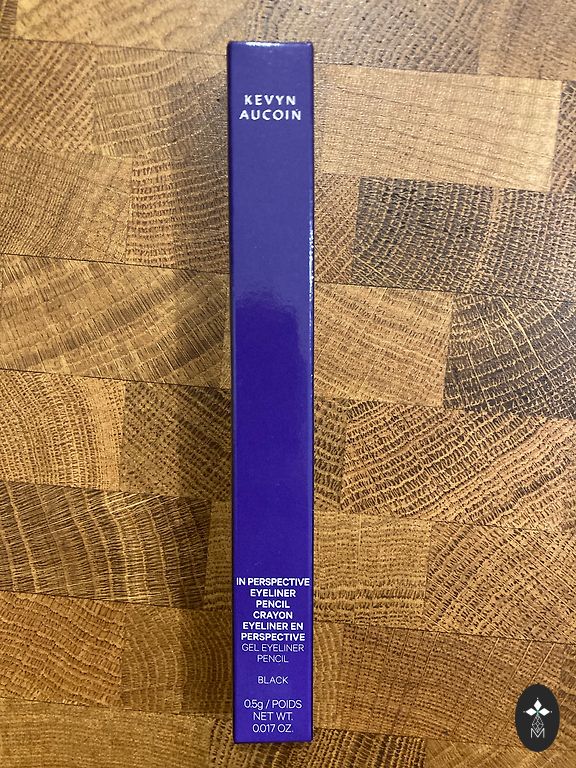 KEVYN
AUCOIN
IN PERSPECTIVE
EYELINER
PENCIL
CRAYON
EYELINER EN
PERSPECTIVE
GEL EYELINER
PENCIL
BLACK
0.5g / POIDS
NET WT.
0.017 OZ.
M